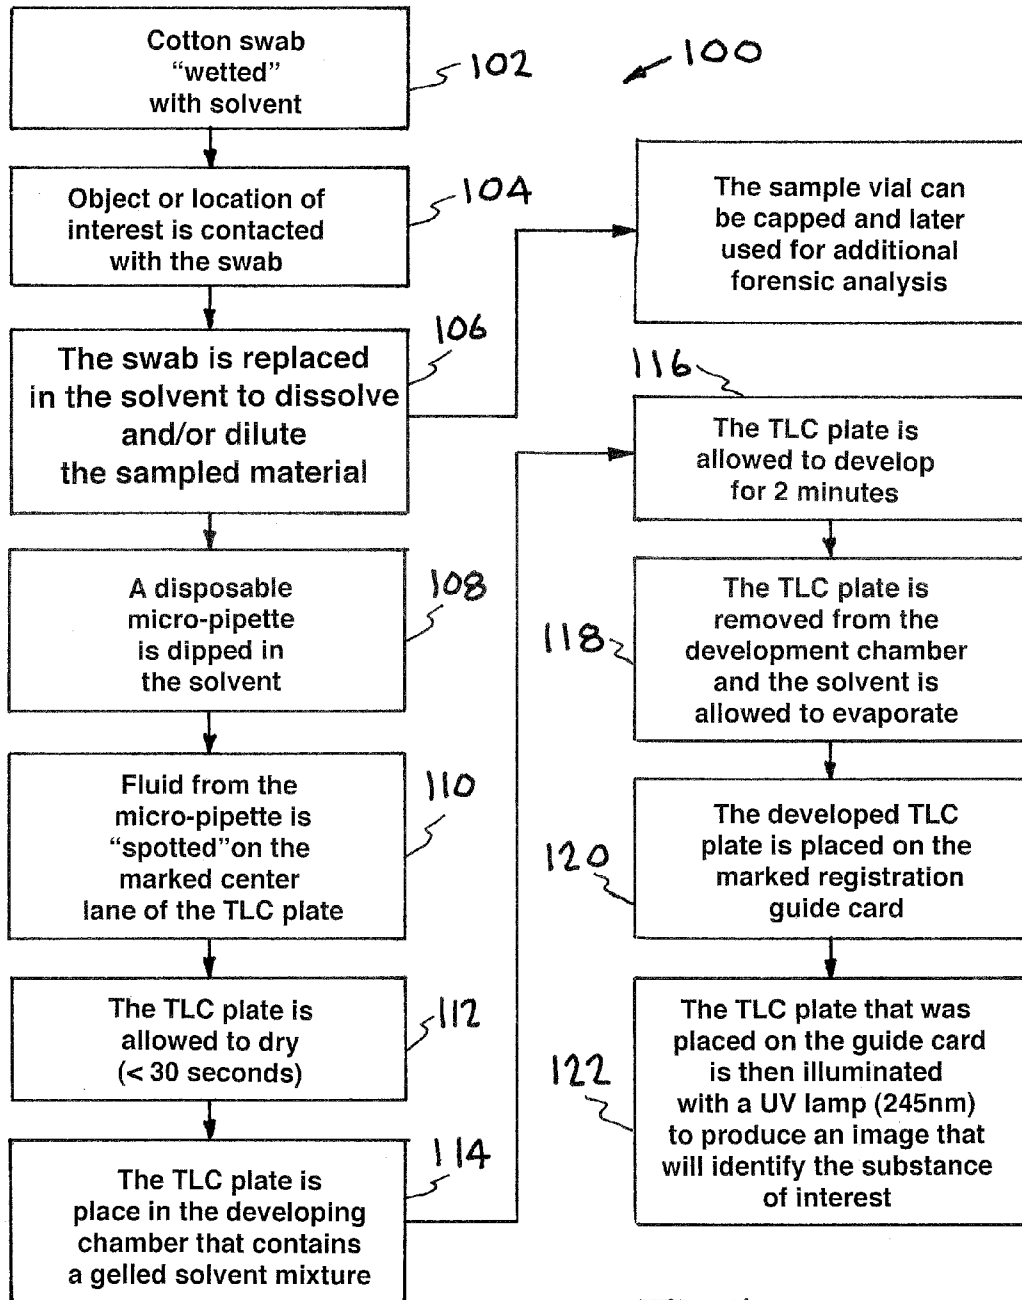 Cotton swab
"wetted"
with solvent
102
100
Object or location of
interest is contacted
with the swab
104
The swab is replaced
in the solvent to dissolve
and/or dilute
the sampled material
106
The sample vial can
be capped and later
used for additional
forensic analysis
A disposable
micro-pipette
is dipped in
the solvent
108
Fluid from the
micro-pipette is
"spotted"on the
marked center
lane of the TLC plate
110
The TLC plate is
allowed to dry
(< 30 seconds)
112
The TLC plate is
place in the developing
chamber that contains
a gelled solvent mixture
114
116
The TLC plate is
allowed to develop
for 2 minutes
The TLC plate is
removed from the
development chamber
and the solvent is
allowed to evaporate
118
The developed TLC
plate is placed on the
marked registration
guide card
120
The TLC plate that was
placed on the guide card
is then illuminated
with a UV lamp (245nm)
to produce an image that
will identify the substance
of interest
122